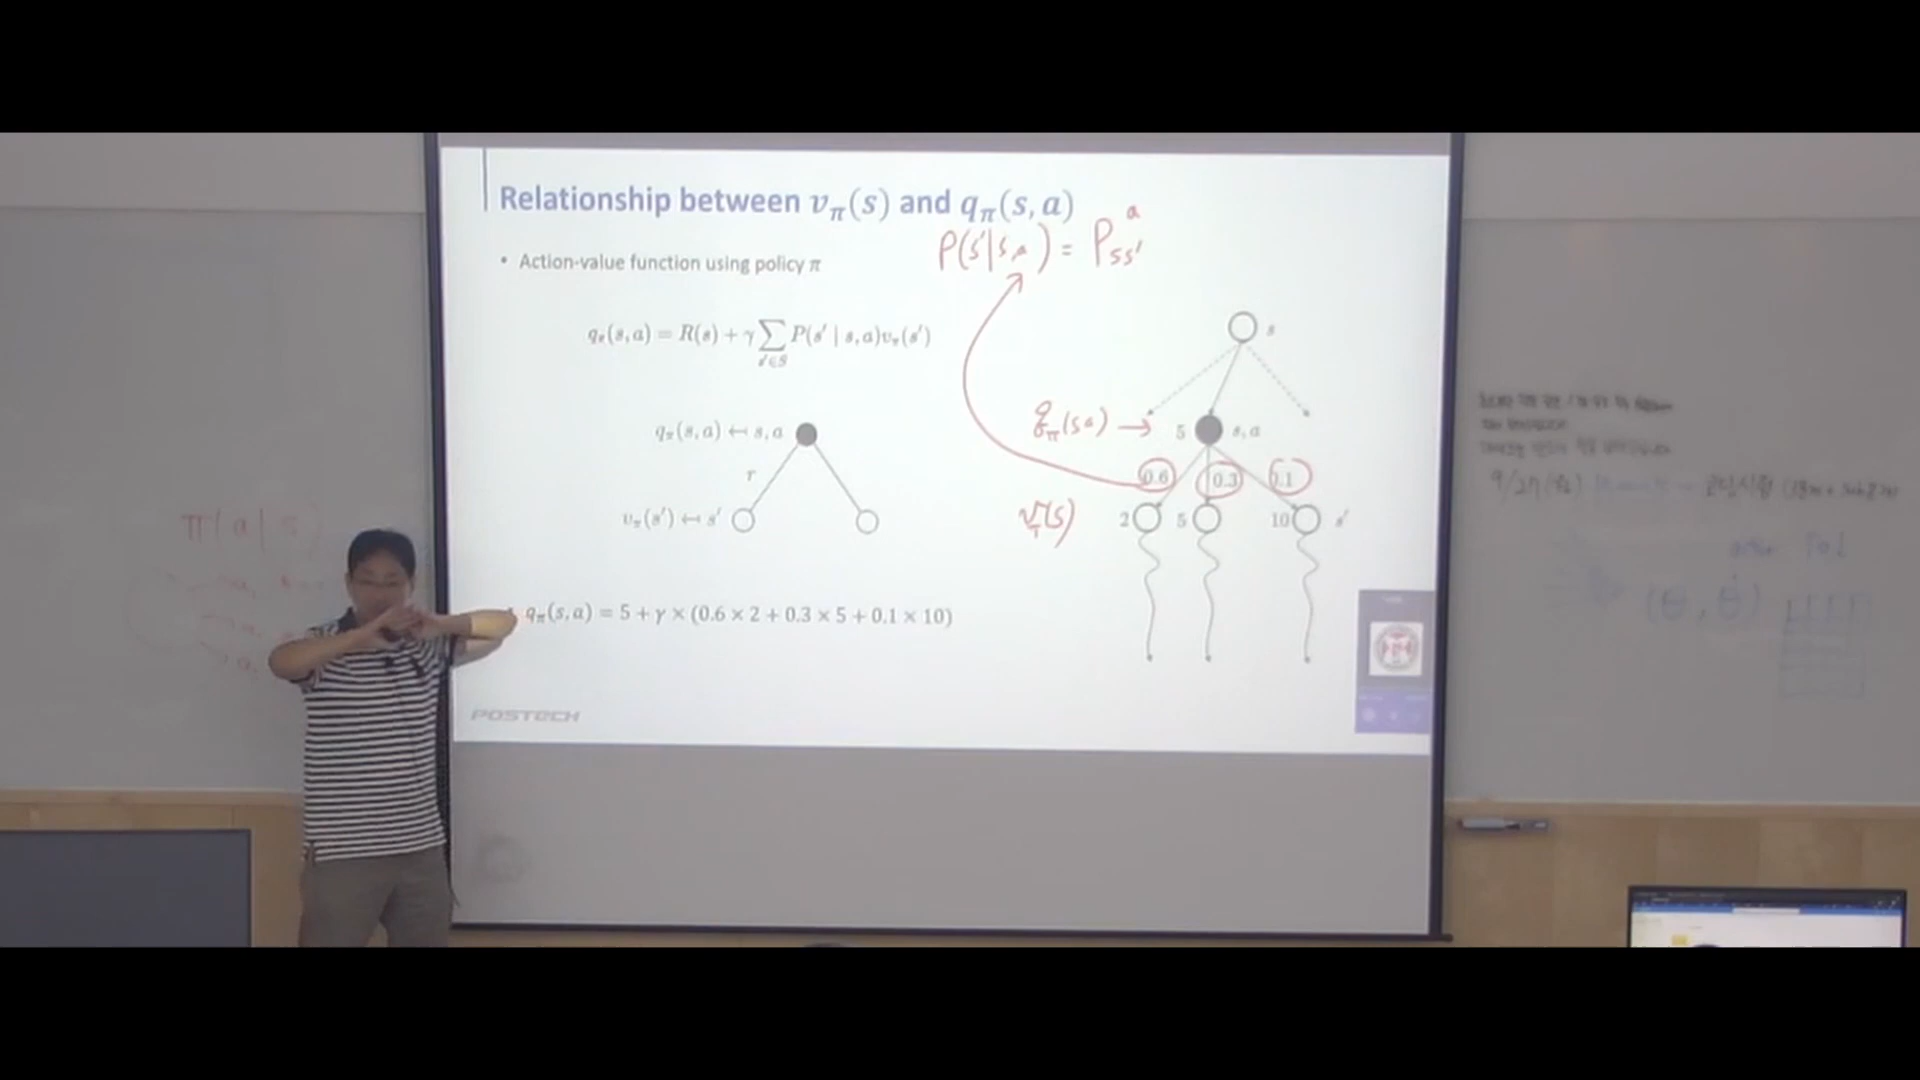 Relationship between vπ(s) and qπ(s, a)
P(s'|s,a) = P^a_ss'
• Action-value function using policy π
qπ(s, a) = R(s) + γ ∑ P(s' | s, a)vπ(s')
s'∈S
s
qπ(s,a) ↤ s, a
qπ(s a) → 5 s, a
r
0.6 0.3 0.1
vπ(s') ↤ s'
vπ(s) 2 5 10 s'
qπ(s, a) = 5 + γ × (0.6 × 2 + 0.3 × 5 + 0.1 × 10)
POSTECH
π(a|s)
(θ, θ̇)